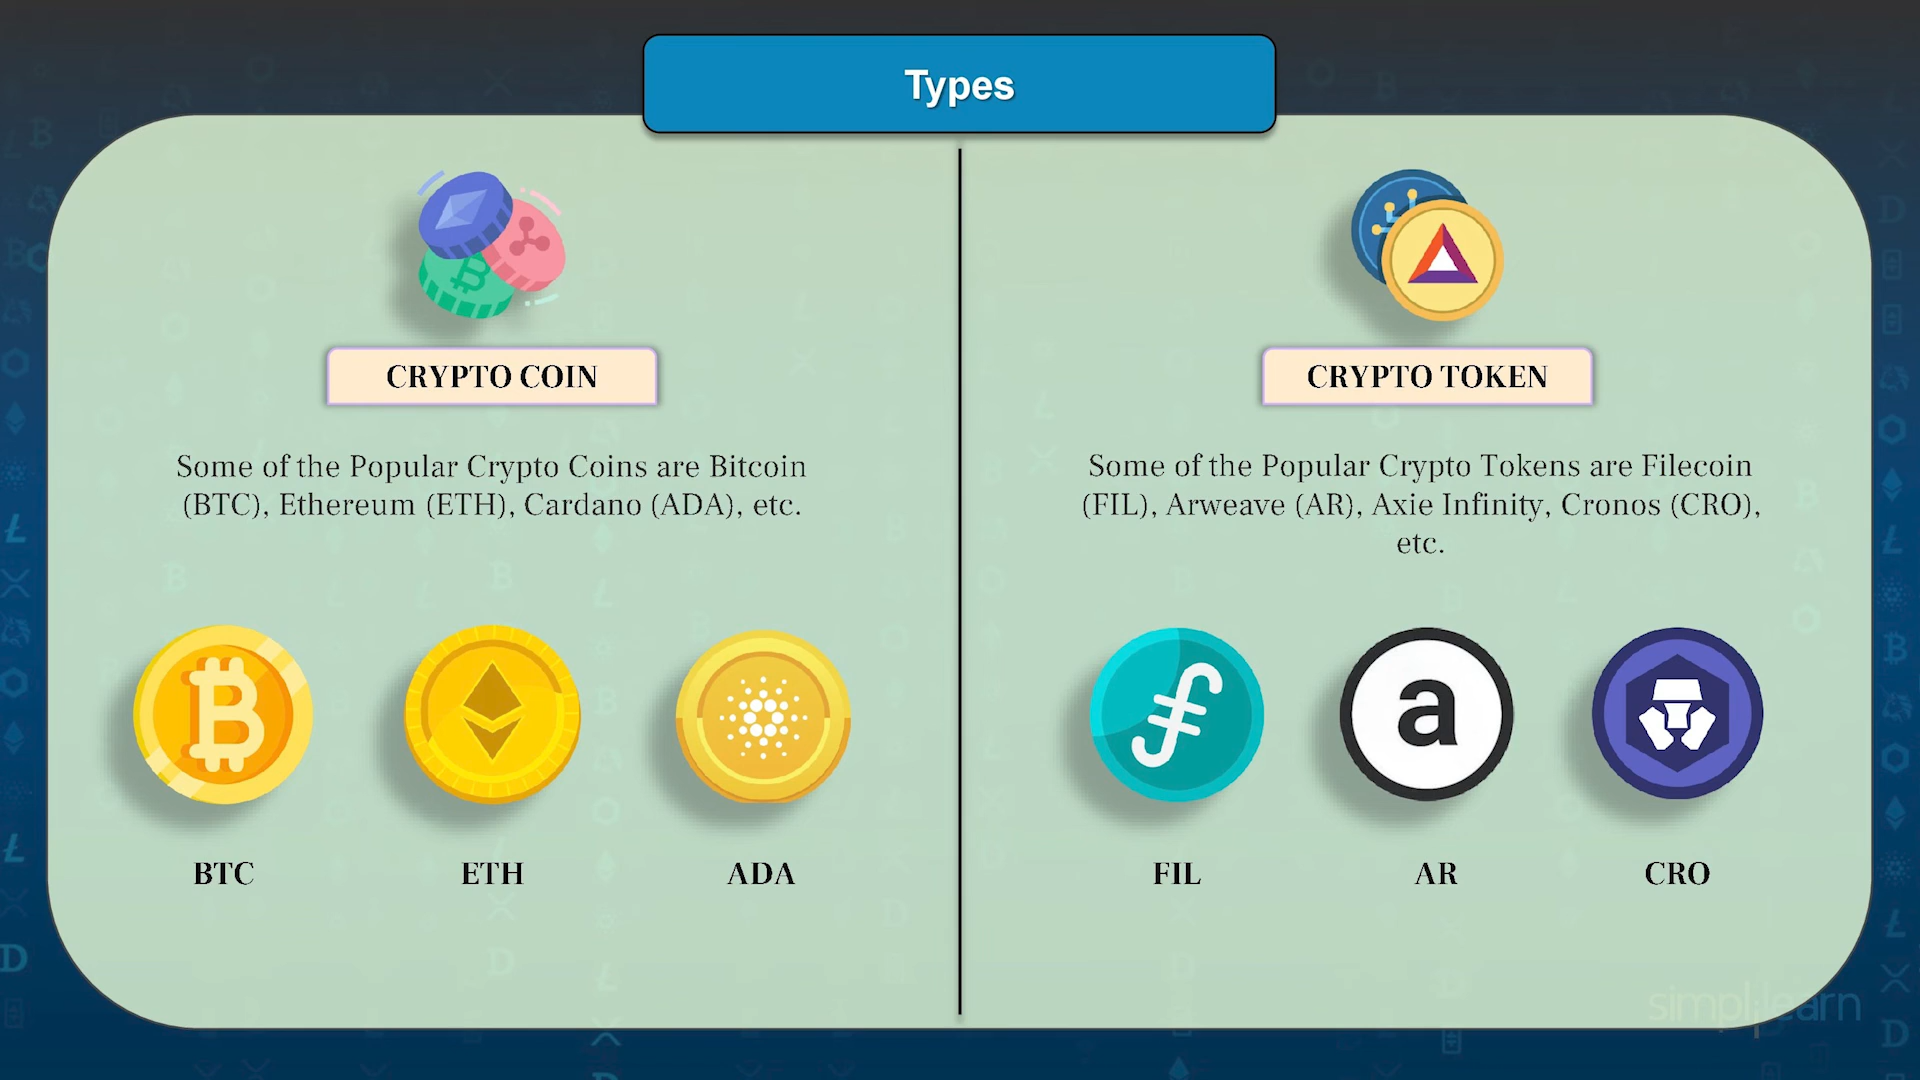 Types
CRYPTO COIN
Some of the Popular Crypto Coins are Bitcoin
(BTC), Ethereum (ETH), Cardano (ADA), etc.
BTC
ETH
ADA
CRYPTO TOKEN
Some of the Popular Crypto Tokens are Filecoin
(FIL), Arweave (AR), Axie Infinity, Cronos (CRO),
etc.
a
FIL
AR
CRO
simplilearn